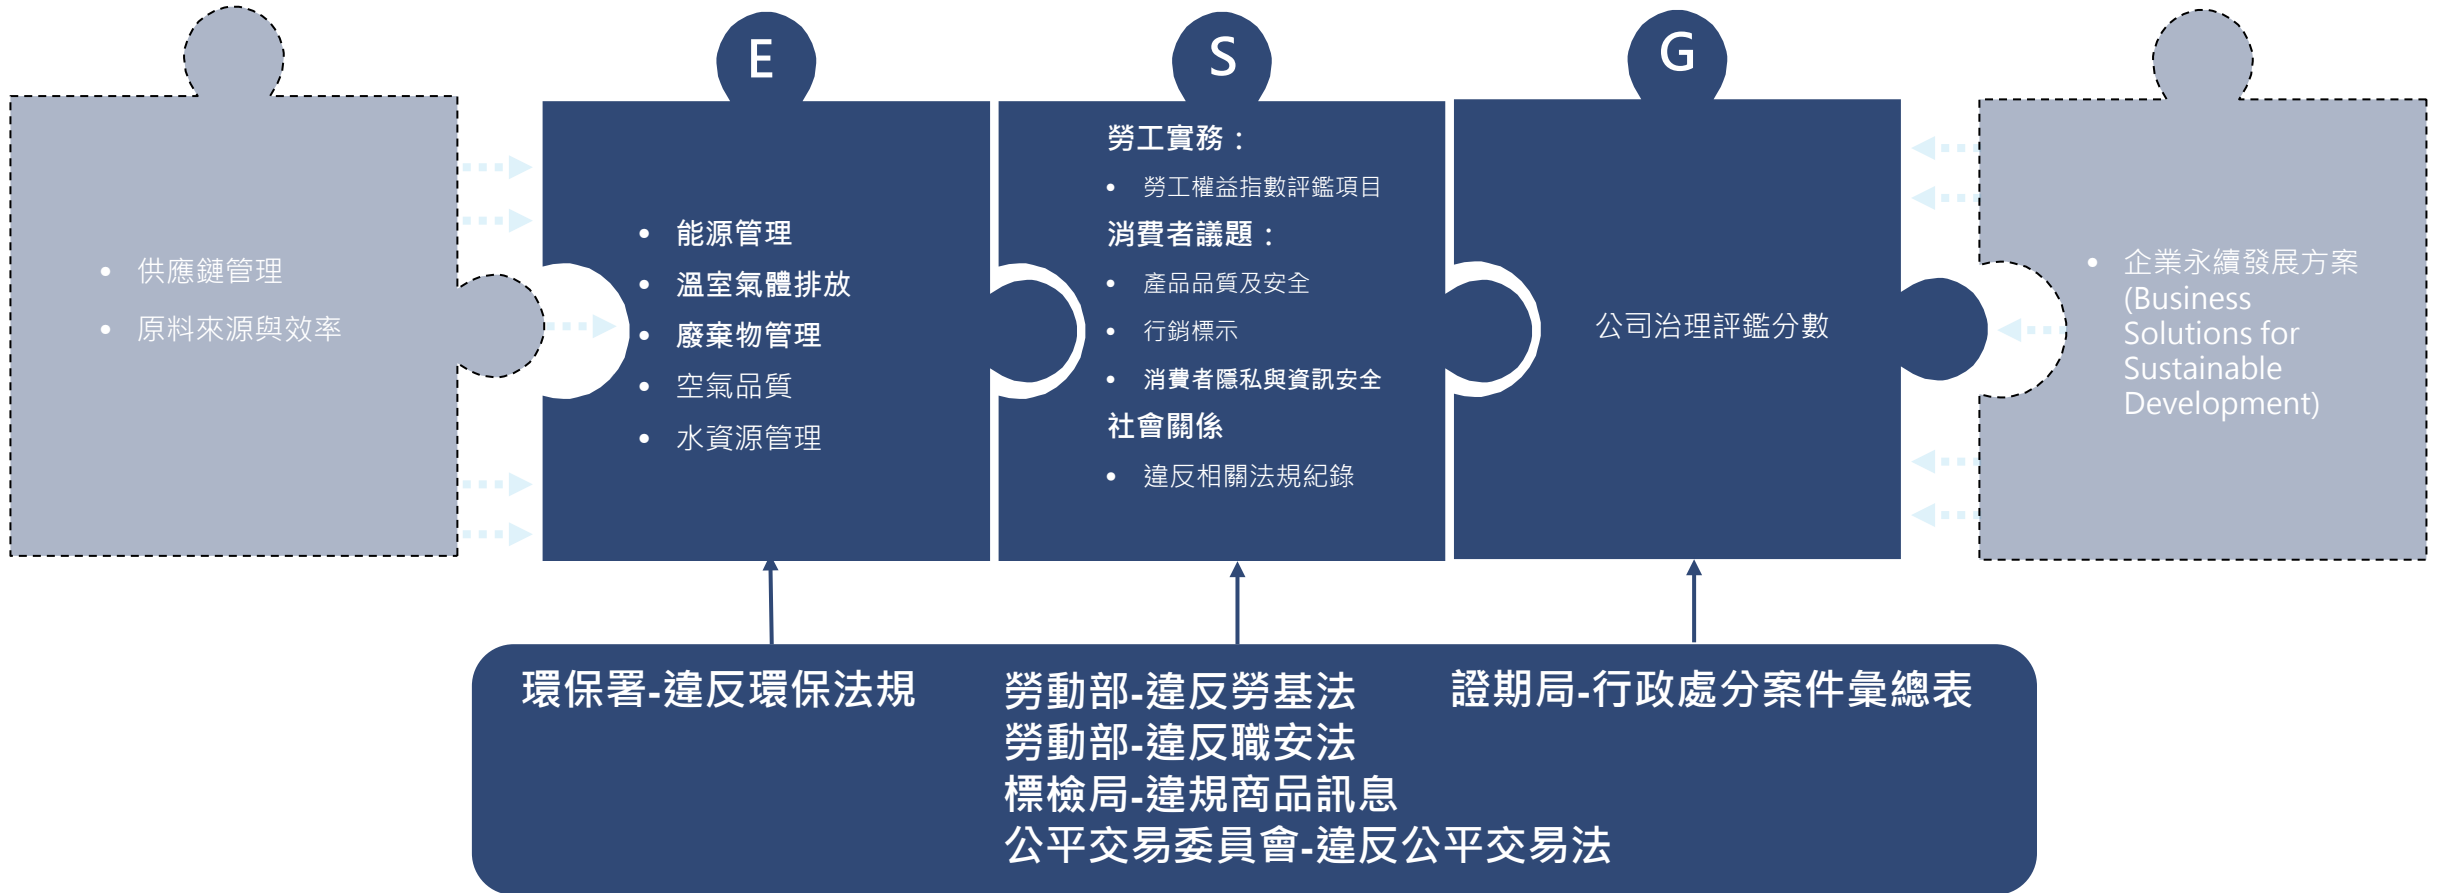 • 供應鏈管理
• 原料來源與效率
E
• 能源管理
• 溫室氣體排放
• 廢棄物管理
• 空氣品質
• 水資源管理
S
勞工實務：
• 勞工權益指數評鑑項目
消費者議題：
• 產品品質及安全
• 行銷標示
• 消費者隱私與資訊安全
社會關係
• 違反相關法規紀錄
G
公司治理評鑑分數
• 企業永續發展方案
(Business
Solutions for
Sustainable
Development)
環保署-違反環保法規
勞動部-違反勞基法
勞動部-違反職安法
標檢局-違規商品訊息
公平交易委員會-違反公平交易法
證期局-行政處分案件彙總表